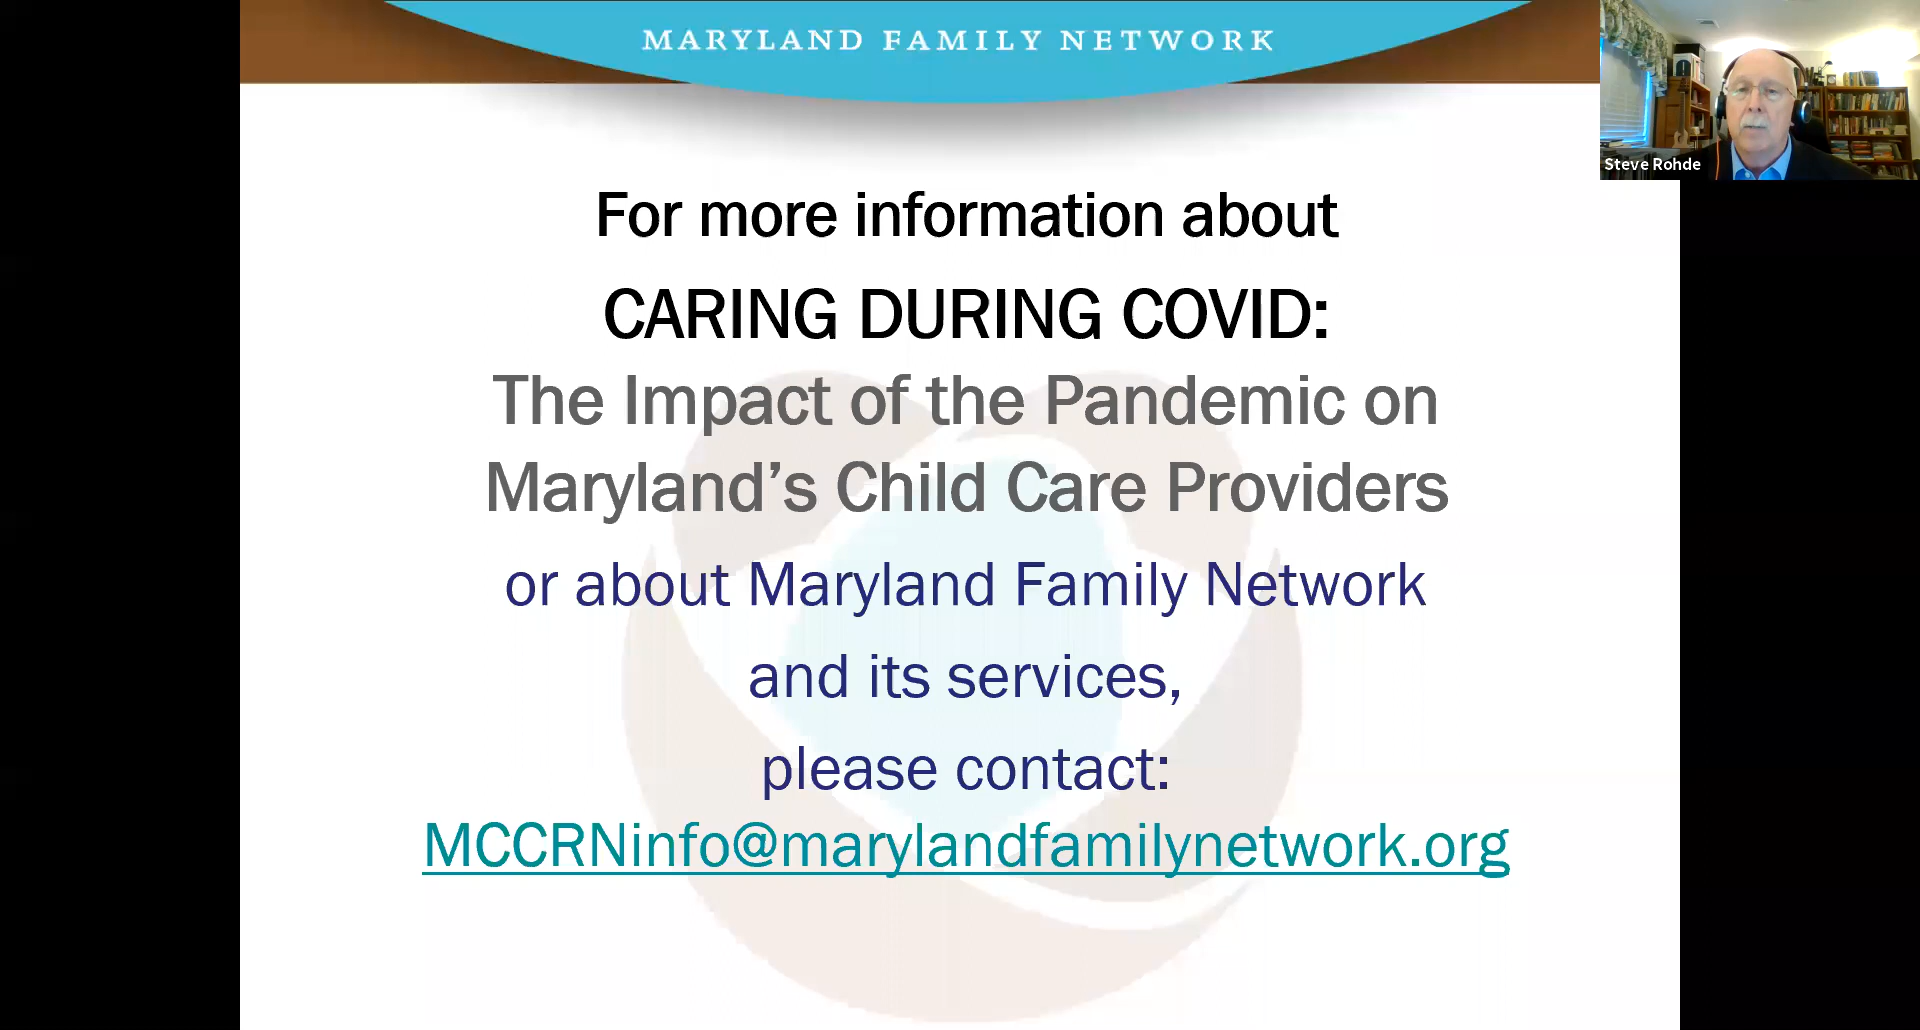 MARYLAND FAMILY NETWORK
Steve Rohde
For more information about
CARING DURING COVID:
The Impact of the Pandemic on
Maryland’s Child Care Providers
or about Maryland Family Network
and its services,
please contact:
MCCRNinfo@marylandfamilynetwork.org